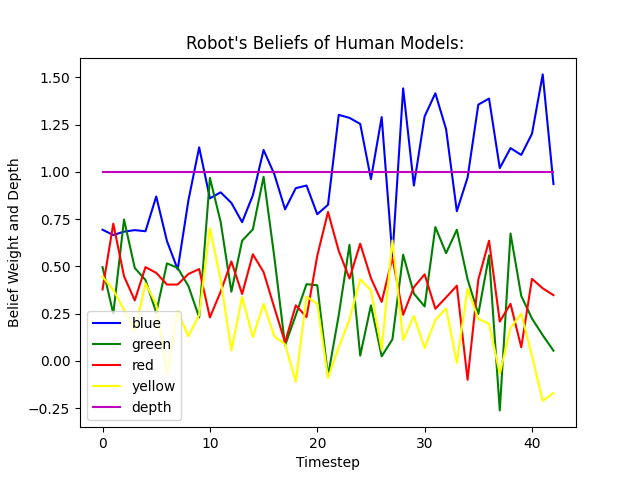 Robot's Beliefs of Human Models:
Belief Weight and Depth
1.50
1.25
1.00
0.75
0.50
0.25
0.00
−0.25
blue
green
red
yellow
depth
0 10 20 30 40
Timestep